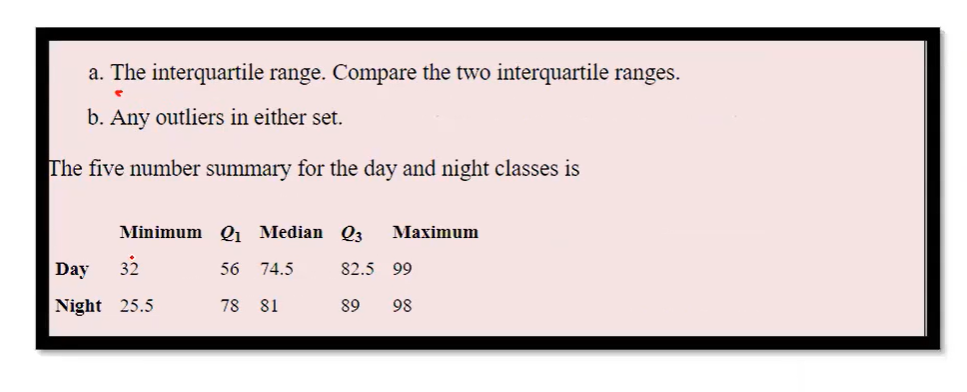 a. The interquartile range. Compare the two interquartile ranges.
b. Any outliers in either set.
The five number summary for the day and night classes is
Minimum Q1 Median Q3 Maximum
Day 32 56 74.5 82.5 99
Night 25.5 78 81 89 98